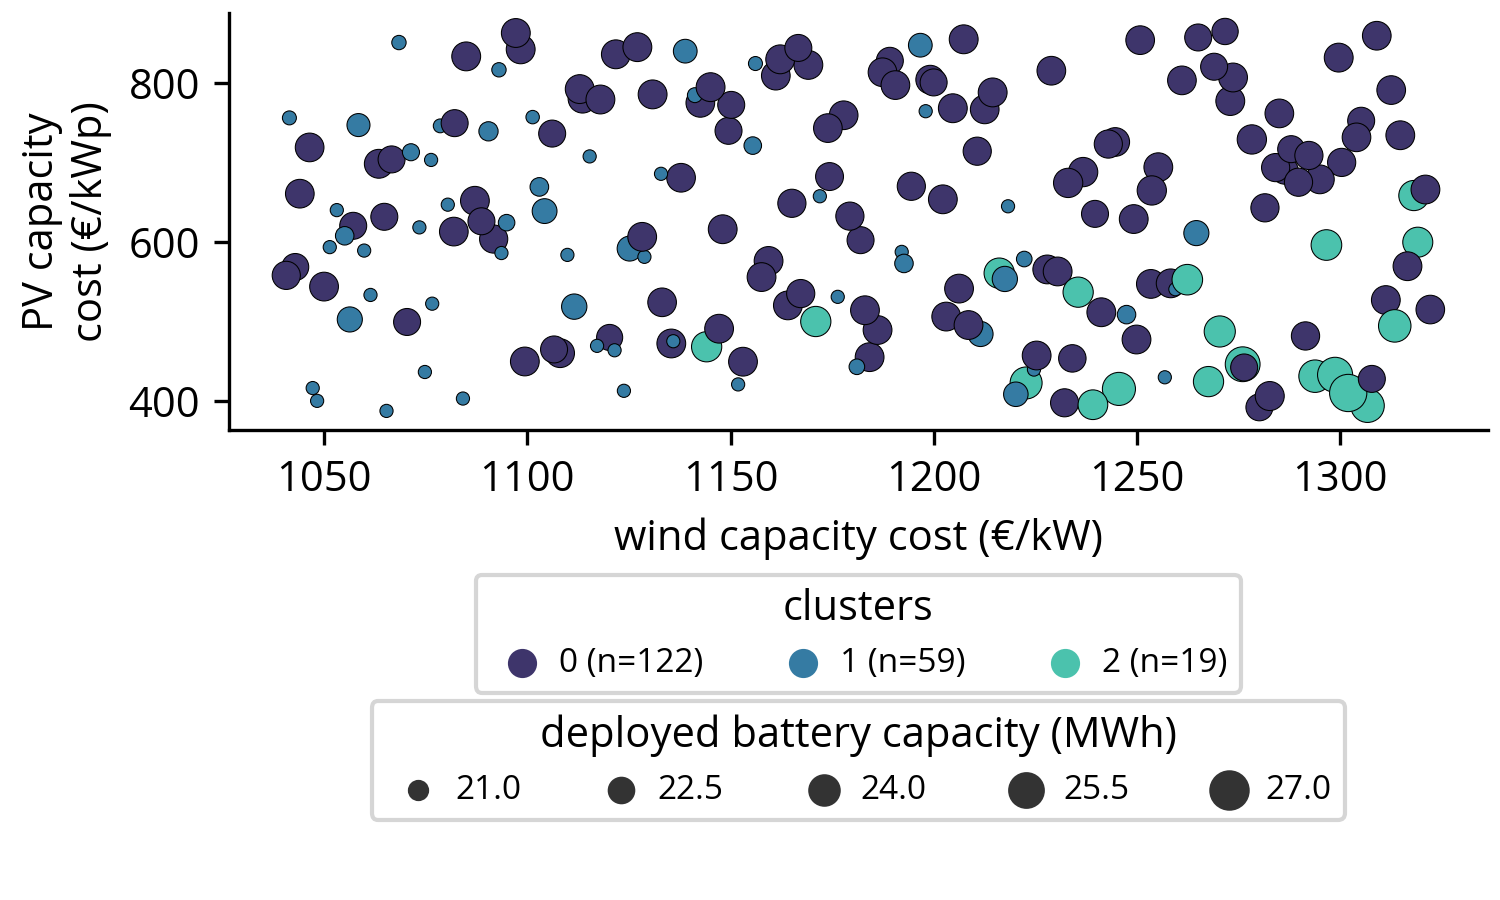 PV capacity
cost (€/kWp)
800
600
400
1050 1100 1150 1200 1250 1300
wind capacity cost (€/kW)
clusters
0 (n=122) 1 (n=59) 2 (n=19)
deployed battery capacity (MWh)
21.0 22.5 24.0 25.5 27.0